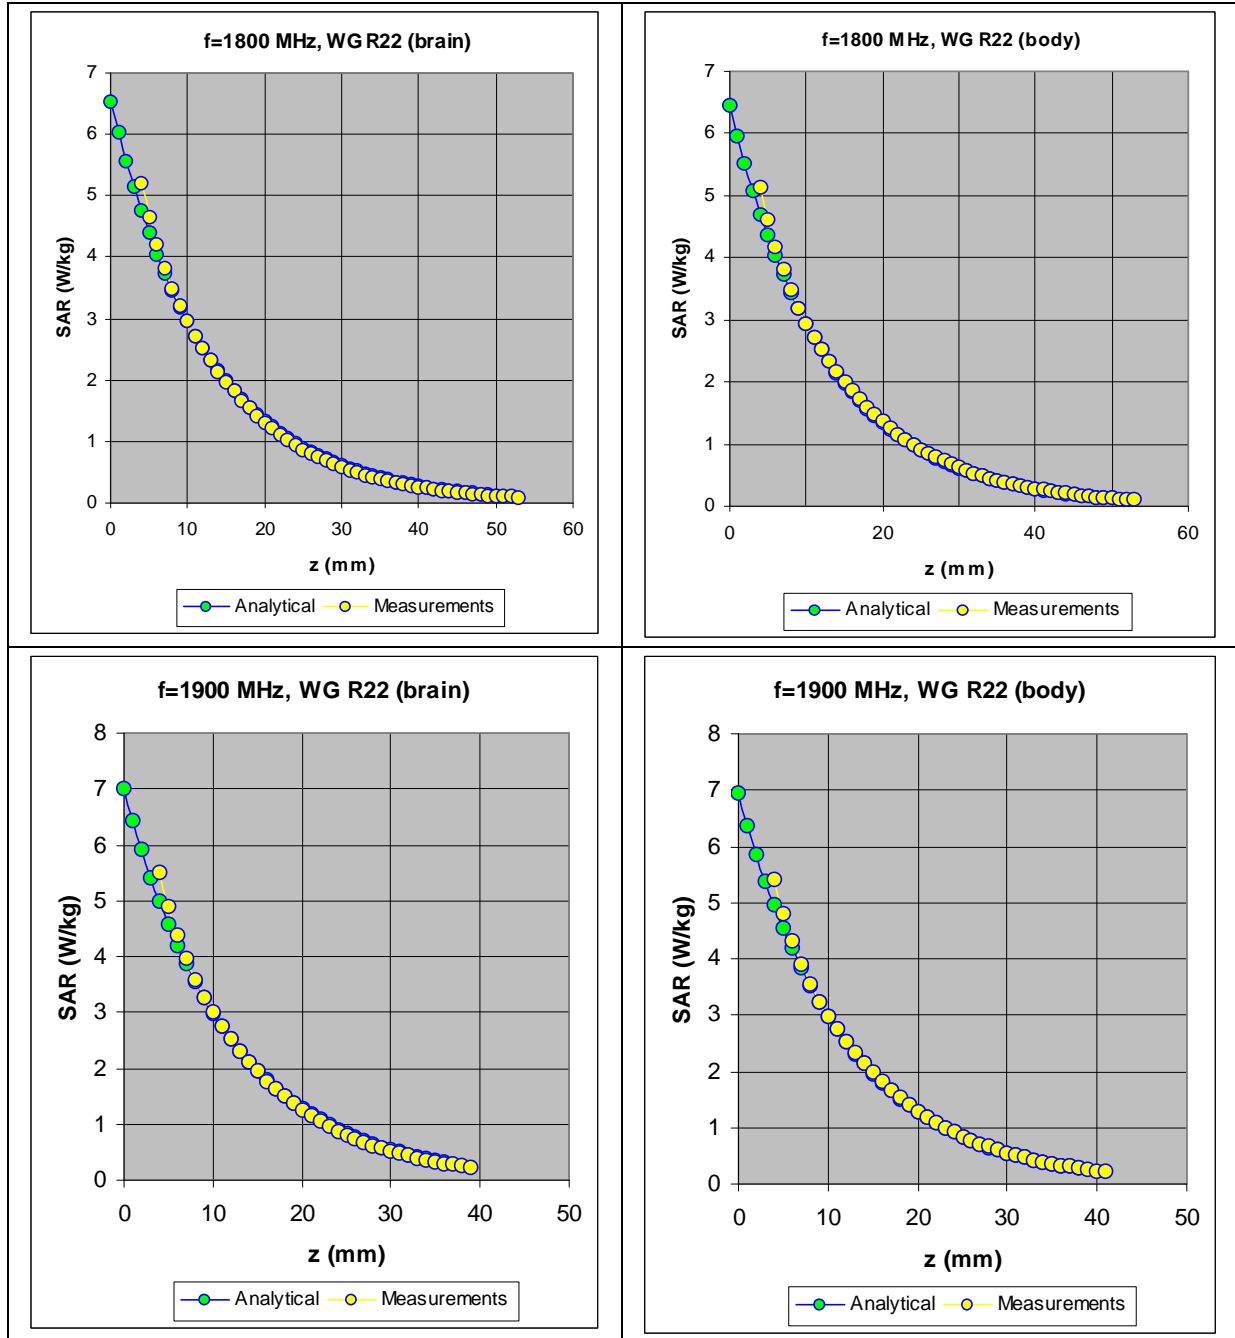 f=1800 MHz, WG R22 (brain)
7
6
5
4
3
2
1
0
SAR (W/kg)
0 10 20 30 40 50 60
z (mm)
Analytical Measurements
f=1800 MHz, WG R22 (body)
7
6
5
4
3
2
1
0
SAR (W/kg)
0 20 40 60
z (mm)
Analytical Measurements
f=1900 MHz, WG R22 (brain)
8
7
6
5
4
3
2
1
0
SAR (W/kg)
0 10 20 30 40 50
z (mm)
Analytical Measurements
f=1900 MHz, WG R22 (body)
8
7
6
5
4
3
2
1
0
SAR (W/kg)
0 10 20 30 40 50
z (mm)
Analytical Measurements